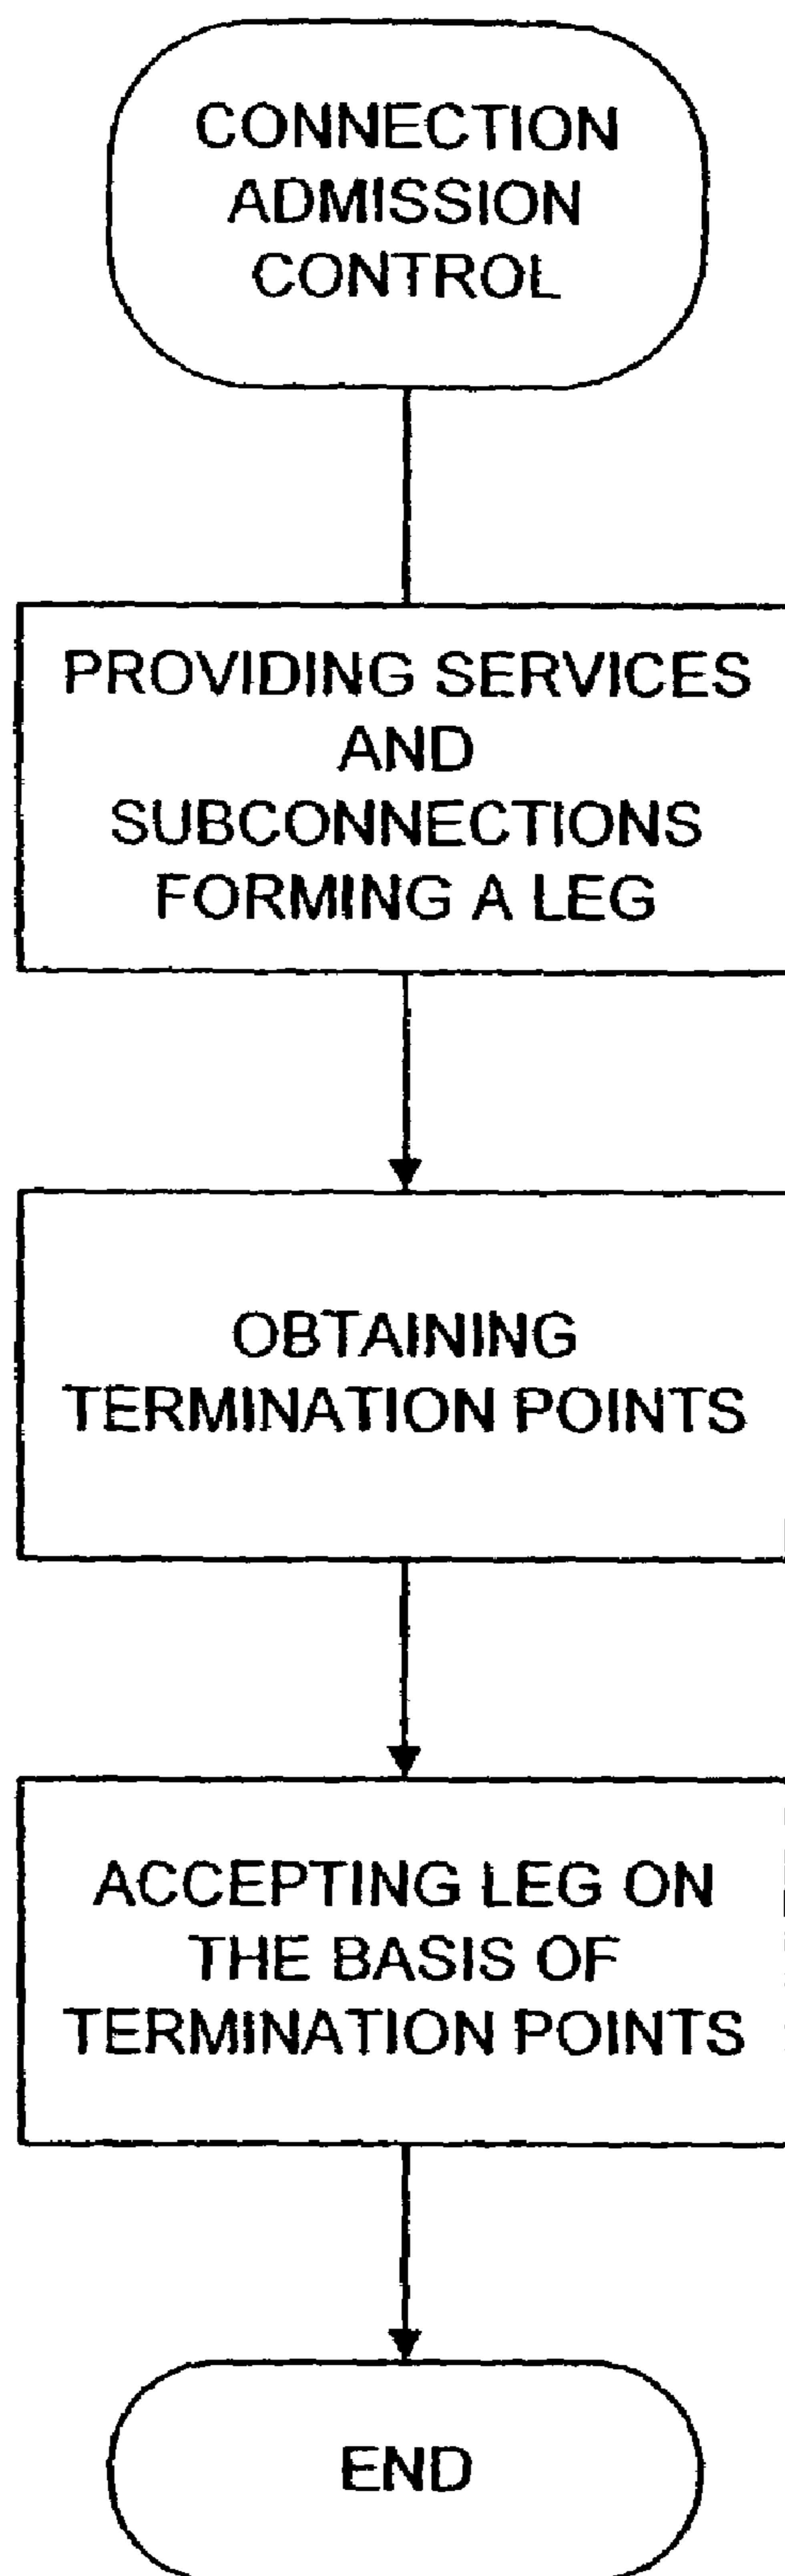 CONNECTION
ADMISSION
CONTROL
PROVIDING SERVICES
AND
SUBCONNECTIONS
FORMING A LEG
OBTAINING
TERMINATION POINTS
ACCEPTING LEG ON
THE BASIS OF
TERMINATION POINTS
END